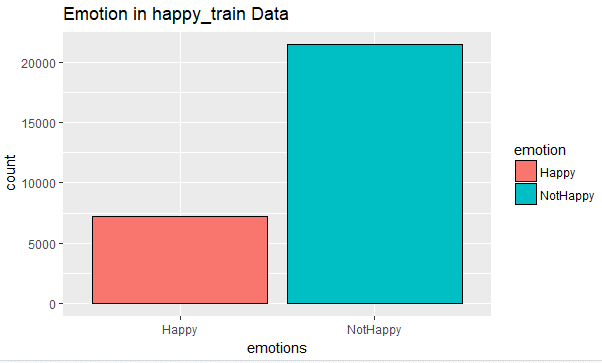 Emotion in happy_train Data
count
20000
15000
10000
5000
0
Happy
NotHappy
emotions
emotion
Happy
NotHappy